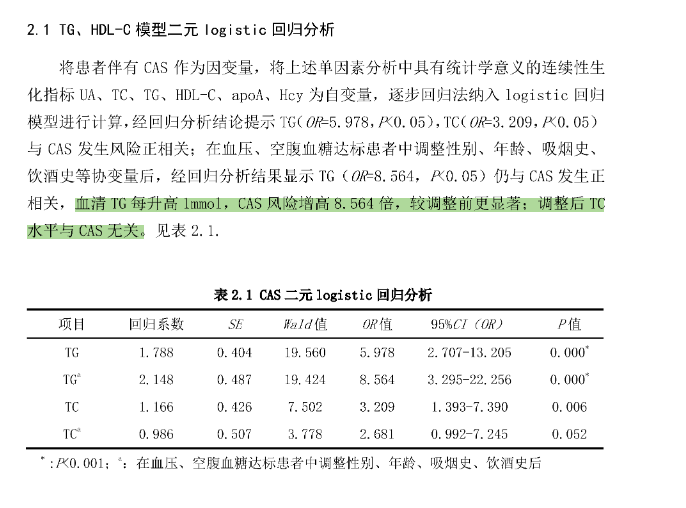 2.1 TG、HDL-C 模型二元 logistic 回归分析
将患者伴有 CAS 作为因变量，将上述单因素分析中具有统计学意义的连续性生
化指标 UA、TC、TG、HDL-C、apoA、Hcy 为自变量，逐步回归法纳入 logistic 回归
模型进行计算，经回归分析结论提示 TG（OR=5.978，P<0.05），TC（OR=3.209，P<0.05）
与 CAS 发生风险正相关；在血压、空腹血糖达标患者中调整性别、年龄、吸烟史、
饮酒史等协变量后，经回归分析结果显示 TG（OR=8.564，P<0.05）仍与 CAS 发生正
相关，血清 TG 每升高 1mmol，CAS 风险增高 8.564 倍，较调整前更显著；调整后 TC
水平与 CAS 无关。见表 2.1.
表 2.1 CAS 二元 logistic 回归分析
项目 回归系数 SE Wald 值 OR 值 95%CI（OR） P 值
TG 1.788 0.404 19.560 5.978 2.707-13.205 0.000*
TGᵃ 2.148 0.487 19.424 8.564 3.295-22.256 0.000*
TC 1.166 0.426 7.502 3.209 1.393-7.390 0.006
TCᵃ 0.986 0.507 3.778 2.681 0.992-7.245 0.052
*:P<0.001；ᵃ：在血压、空腹血糖达标患者中调整性别、年龄、吸烟史、饮酒史后